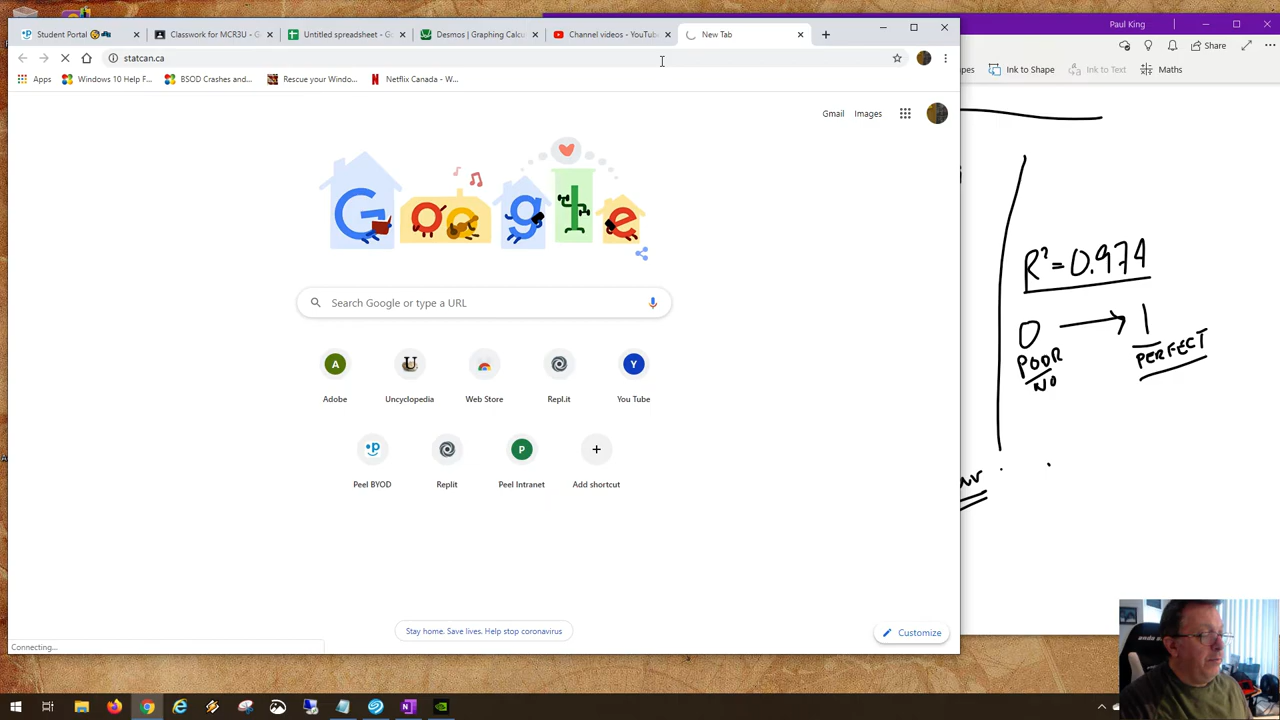 Student Portal
Classwork for MCR3U - G
Untitled spreadsheet - Goo
Desmos | Graphing Calcu
Channel videos - YouTube
New Tab
Paul King
statcan.ca
Share
Apps
Windows 10 Help F...
BSOD Crashes and...
Rescue your Windo...
Netflix Canada - W...
apes
Ink to Shape
Ink to Text
Maths
Gmail
Images
Google
Search Google or type a URL
R²=0.974
0 → 1
POOR
PERFECT
NO
Adobe
Uncyclopedia
Web Store
Repl.it
You Tube
Peel BYOD
Replit
Peel Intranet
Add shortcut
Stay home. Save lives. Help stop coronavirus
Customize
Connecting...